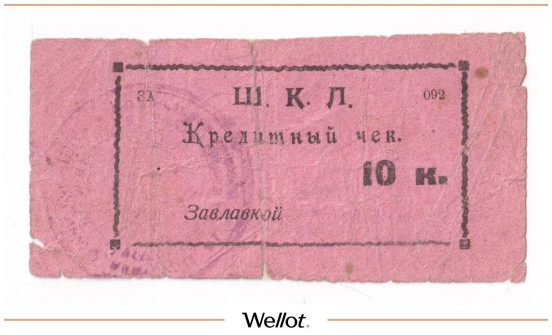 ЗА Ш. К. Л. 092
Кредитный чек.
10 к.
Завлавкой
Wellot.